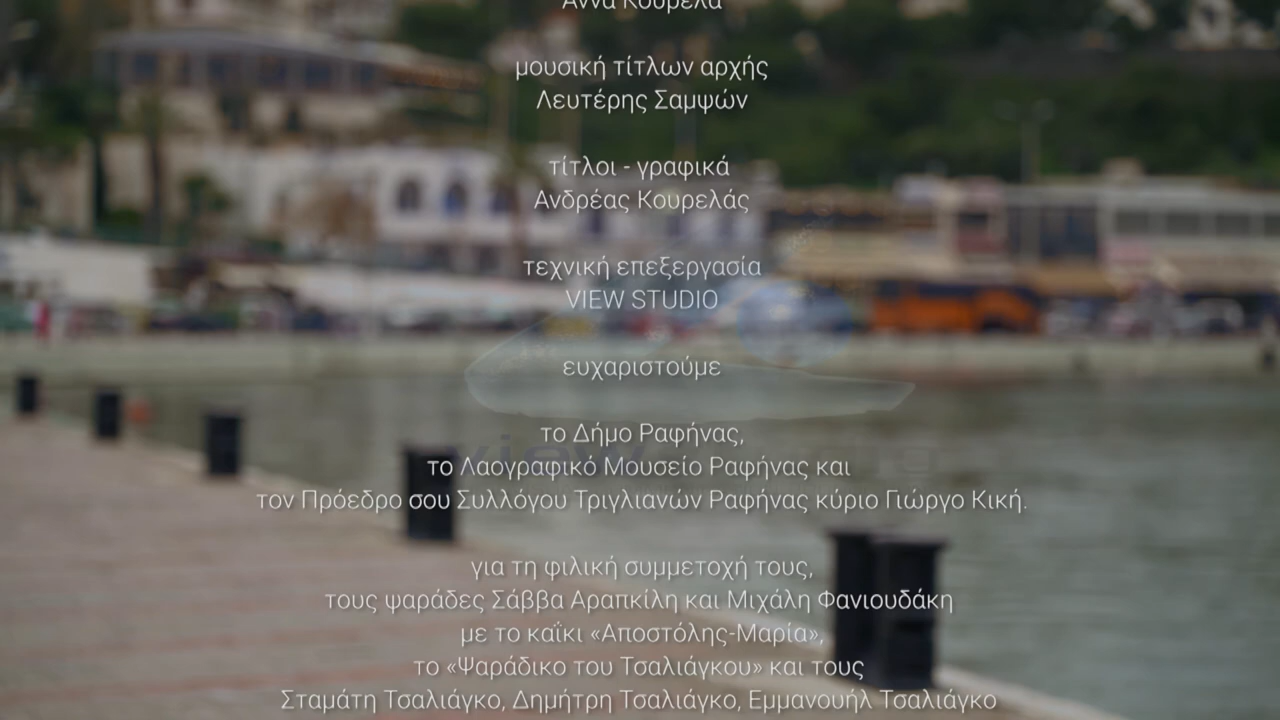 Άννα Κουρελά
μουσική τίτλων αρχής
Λευτέρης Σαμψών
τίτλοι - γραφικά
Ανδρέας Κουρελάς
τεχνική επεξεργασία
VIEW STUDIO
ευχαριστούμε
το Δήμο Ραφήνας,
το Λαογραφικό Μουσείο Ραφήνας και
τον Πρόεδρο σου Συλλόγου Τριγλιανών Ραφήνας κύριο Γιώργο Κική.
για τη φιλική συμμετοχή τους,
τους ψαράδες Σάββα Αραπκίλη και Μιχάλη Φανιουδάκη
με το καΐκι «Αποστόλης-Μαρία»,
το «Ψαράδικο του Τσαλιάγκου» και τους
Σταμάτη Τσαλιάγκο, Δημήτρη Τσαλιάγκο, Εμμανουήλ Τσαλιάγκο